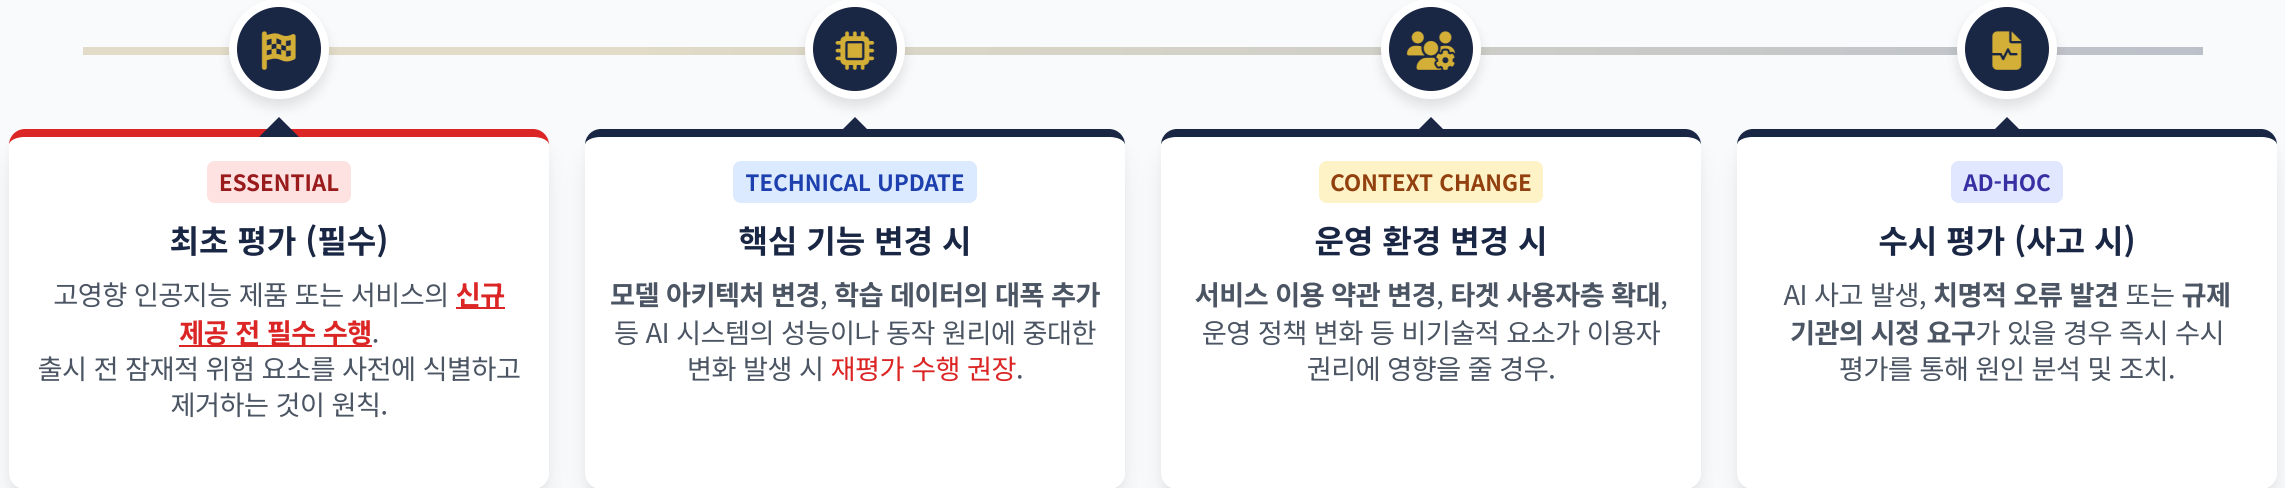 ESSENTIAL
최초 평가 (필수)
고영향 인공지능 제품 또는 서비스의 신규
제공 전 필수 수행.
출시 전 잠재적 위험 요소를 사전에 식별하고
제거하는 것이 원칙.
TECHNICAL UPDATE
핵심 기능 변경 시
모델 아키텍처 변경, 학습 데이터의 대폭 추가
등 AI 시스템의 성능이나 동작 원리에 중대한
변화 발생 시 재평가 수행 권장.
CONTEXT CHANGE
운영 환경 변경 시
서비스 이용 약관 변경, 타겟 사용자층 확대,
운영 정책 변화 등 비기술적 요소가 이용자
권리에 영향을 줄 경우.
AD-HOC
수시 평가 (사고 시)
AI 사고 발생, 치명적 오류 발견 또는 규제
기관의 시정 요구가 있을 경우 즉시 수시
평가를 통해 원인 분석 및 조치.